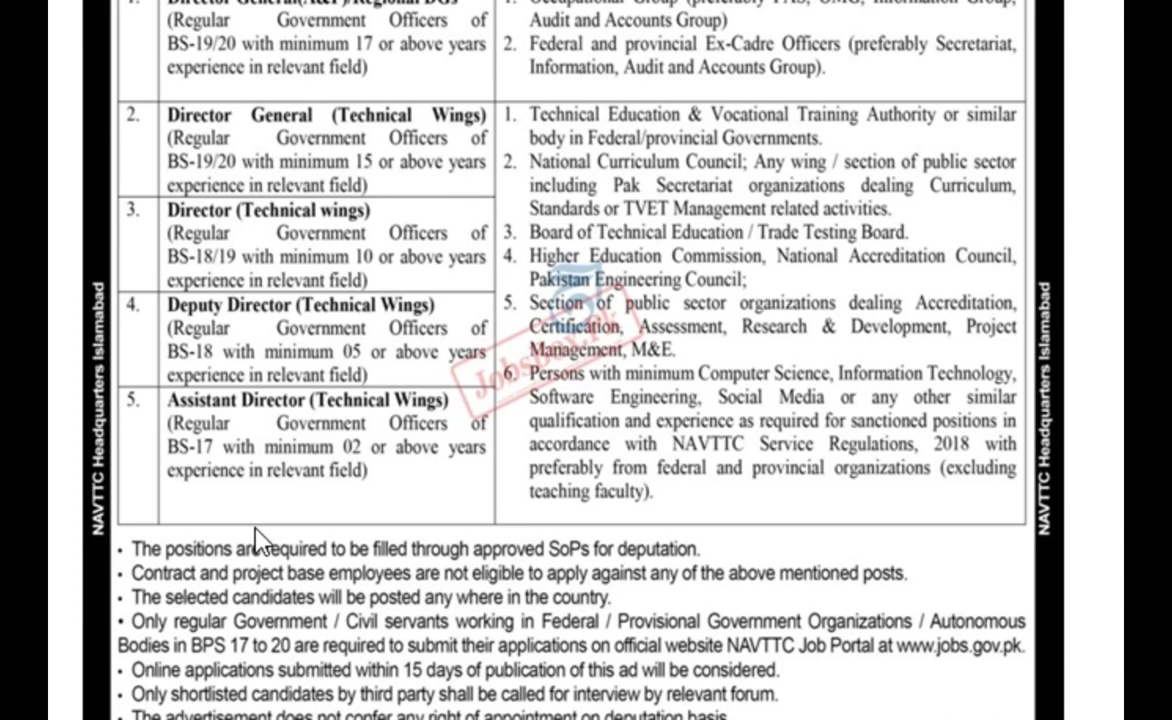 (Regular Government Officers of
BS-19/20 with minimum 17 or above years
experience in relevant field)
Audit and Accounts Group)
2. Federal and provincial Ex-Cadre Officers (preferably Secretariat,
Information, Audit and Accounts Group).
2. Director General (Technical Wings)
(Regular Government Officers of
BS-19/20 with minimum 15 or above years
experience in relevant field)
3. Director (Technical wings)
(Regular Government Officers of
BS-18/19 with minimum 10 or above years
experience in relevant field)
4. Deputy Director (Technical Wings)
(Regular Government Officers of
BS-18 with minimum 05 or above years
experience in relevant field)
5. Assistant Director (Technical Wings)
(Regular Government Officers of
BS-17 with minimum 02 or above years
experience in relevant field)
1. Technical Education & Vocational Training Authority or similar
body in Federal/provincial Governments.
2. National Curriculum Council; Any wing / section of public sector
including Pak Secretariat organizations dealing Curriculum,
Standards or TVET Management related activities.
3. Board of Technical Education / Trade Testing Board.
4. Higher Education Commission, National Accreditation Council,
Pakistan Engineering Council;
5. Section of public sector organizations dealing Accreditation,
Certification, Assessment, Research & Development, Project
Management, M&E.
6. Persons with minimum Computer Science, Information Technology,
Software Engineering, Social Media or any other similar
qualification and experience as required for sanctioned positions in
accordance with NAVTTC Service Regulations, 2018 with
preferably from federal and provincial organizations (excluding
teaching faculty).
JobsBox.Pk
NAVTTC Headquarters Islamabad
NAVTTC Headquarters Islamabad
• The positions are required to be filled through approved SoPs for deputation.
• Contract and project base employees are not eligible to apply against any of the above mentioned posts.
• The selected candidates will be posted any where in the country.
• Only regular Government / Civil servants working in Federal / Provisional Government Organizations / Autonomous
Bodies in BPS 17 to 20 are required to submit their applications on official website NAVTTC Job Portal at www.jobs.gov.pk.
• Online applications submitted within 15 days of publication of this ad will be considered.
• Only shortlisted candidates by third party shall be called for interview by relevant forum.
• The advertisement does not confer any right of appointment on deputation basis